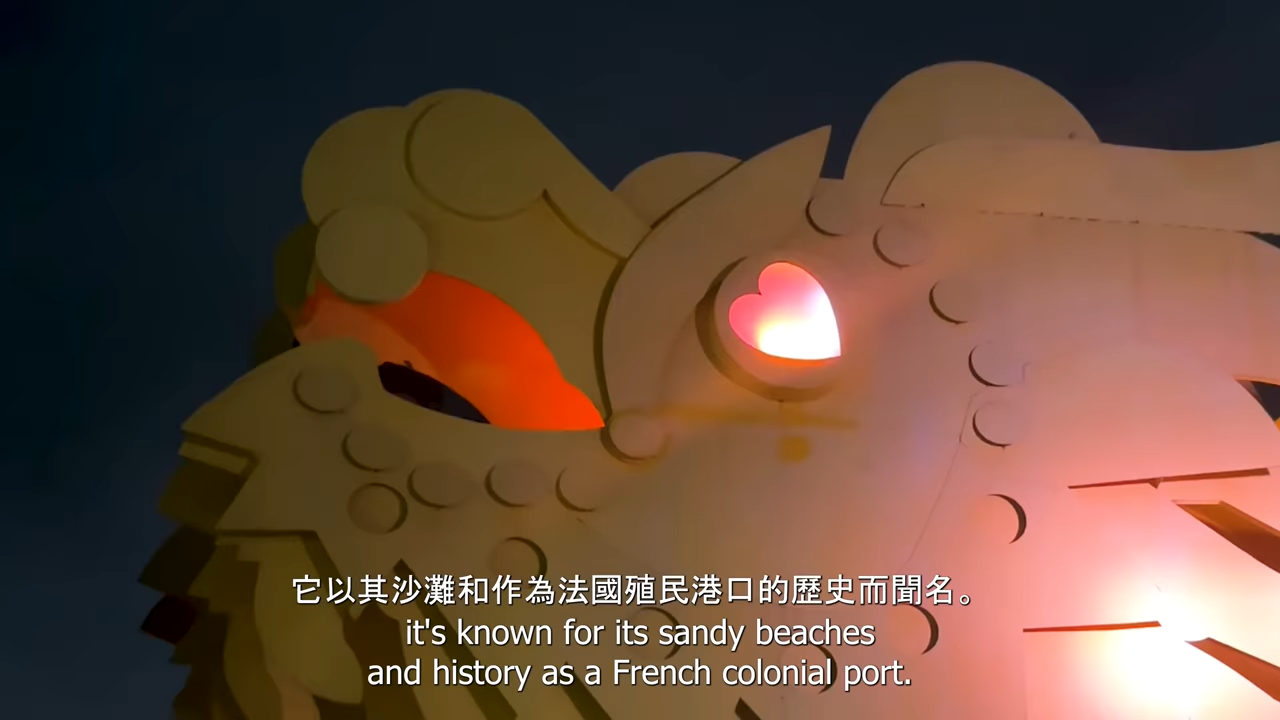 它以其沙灘和作為法國殖民港口的歷史而聞名。
it's known for its sandy beaches
and history as a French colonial port.